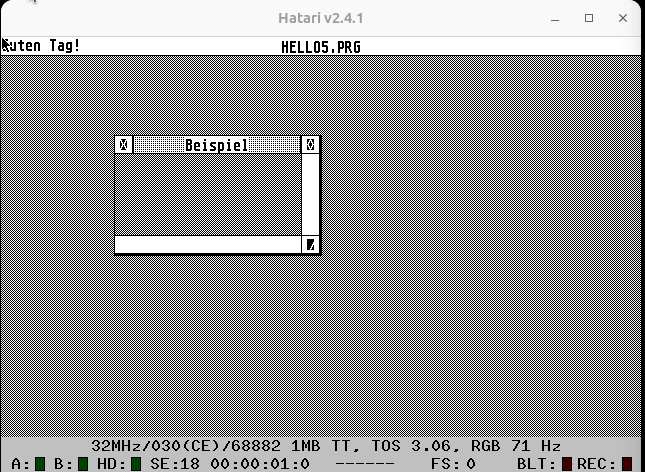 Hatari v2.4.1
uten Tag!
HELLO5.PRG
Beispiel
32MHz/030(CE)/68882 1MB TT, TOS 3.06, RGB 71 Hz
A: B: HD: SE:18 00:00:01:0 ------ FS: 0 BLT: REC: